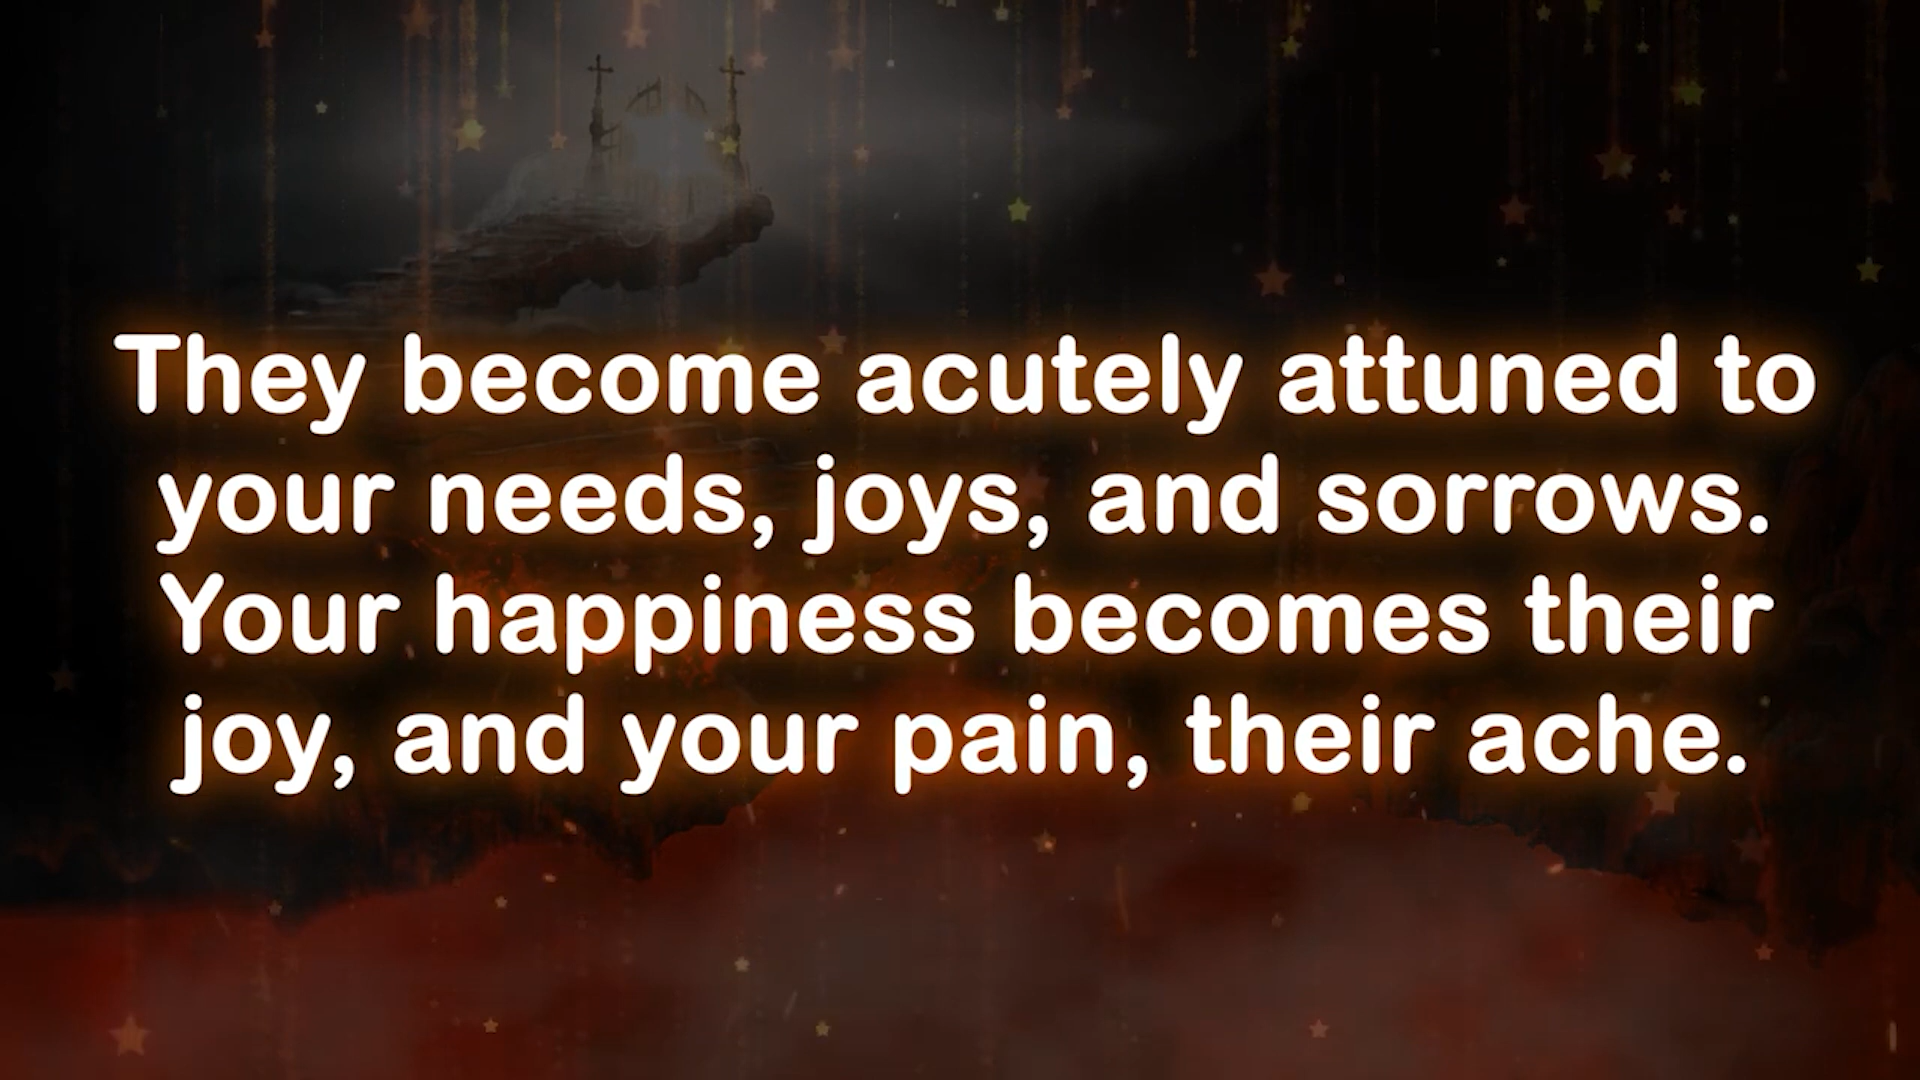 They become acutely attuned to
your needs, joys, and sorrows.
Your happiness becomes their
joy, and your pain, their ache.